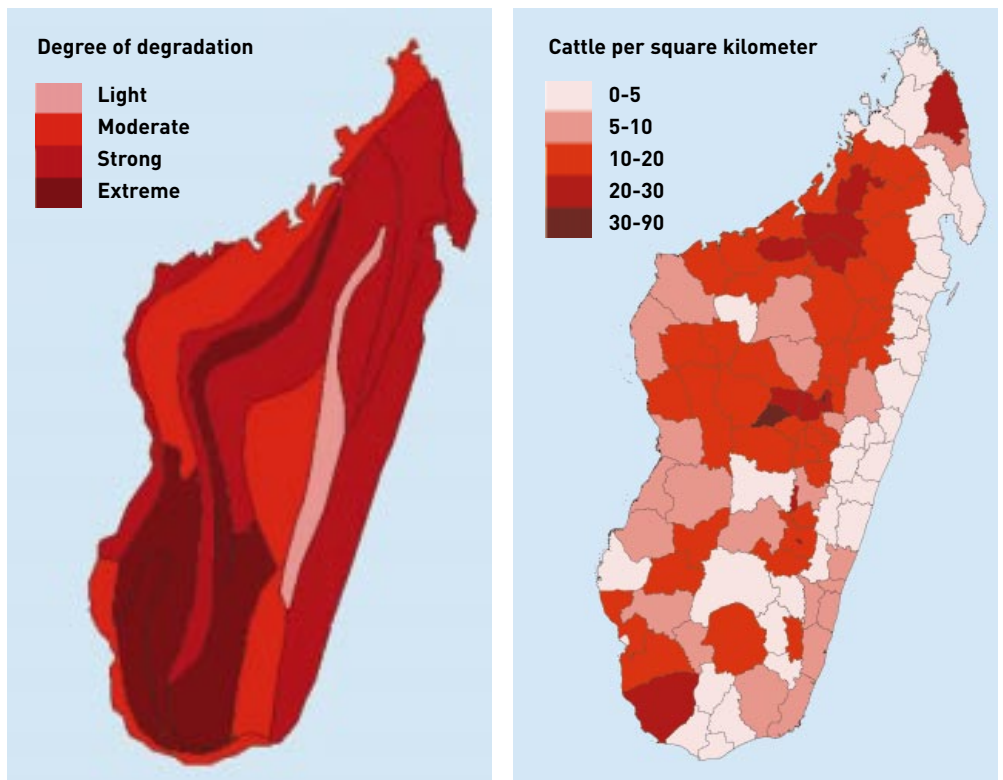 Degree of degradation
Light
Moderate
Strong
Extreme
Cattle per square kilometer
0-5
5-10
10-20
20-30
30-90